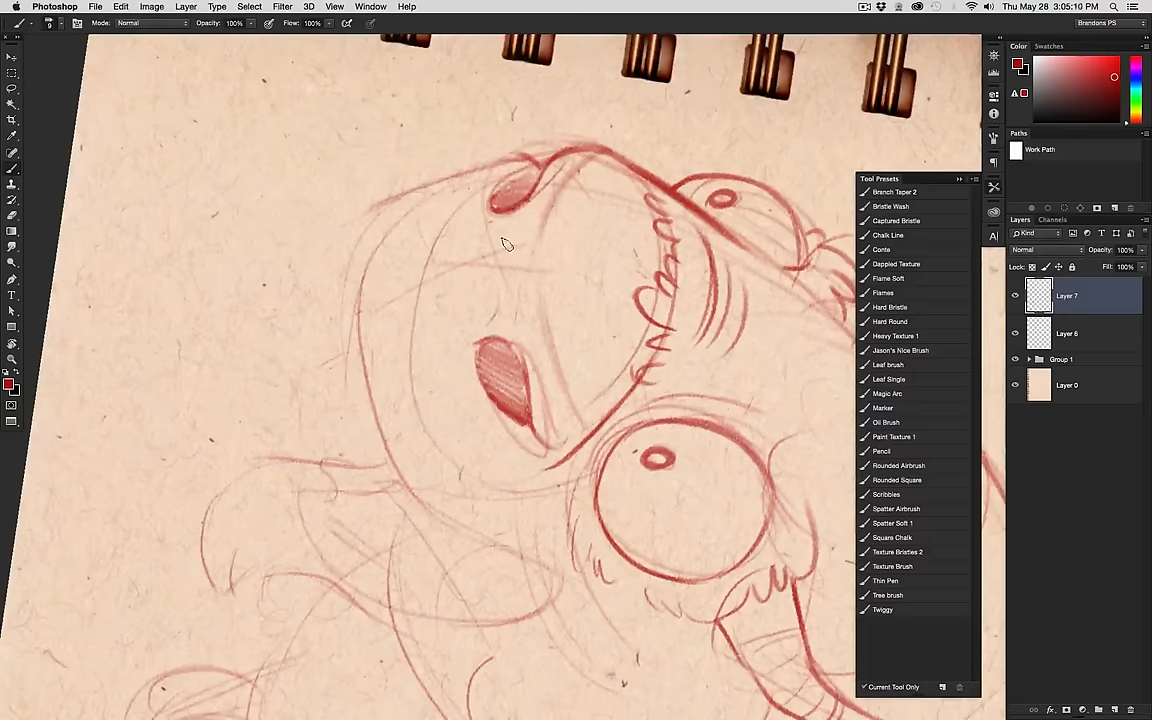 Photoshop File Edit Image Layer Type Select Filter 3D View Window Help Thu May 28 3:05:10 PM
9 Mode: Normal Opacity: 100% Flow: 100% Brandons PS
Color Swatches
Paths
Work Path
Tool Presets
Branch Taper 2
Bristle Wash
Captured Bristle
Chalk Line
Conte
Dappled Texture
Flame Soft
Flames
Hard Bristle
Hard Round
Heavy Texture 1
Jason's Nice Brush
Leaf brush
Leaf Single
Magic Arc
Marker
Oil Brush
Paint Texture 1
Pencil
Rounded Airbrush
Rounded Square
Scribbles
Spatter Airbrush
Spatter Soft 1
Square Chalk
Texture Bristles 2
Texture Brush
Thin Pen
Tree brush
Twiggy
Current Tool Only
Layers Channels
Kind
Normal Opacity: 100%
Lock: Fill: 100%
Layer 7
Layer 6
Group 1
Layer 0